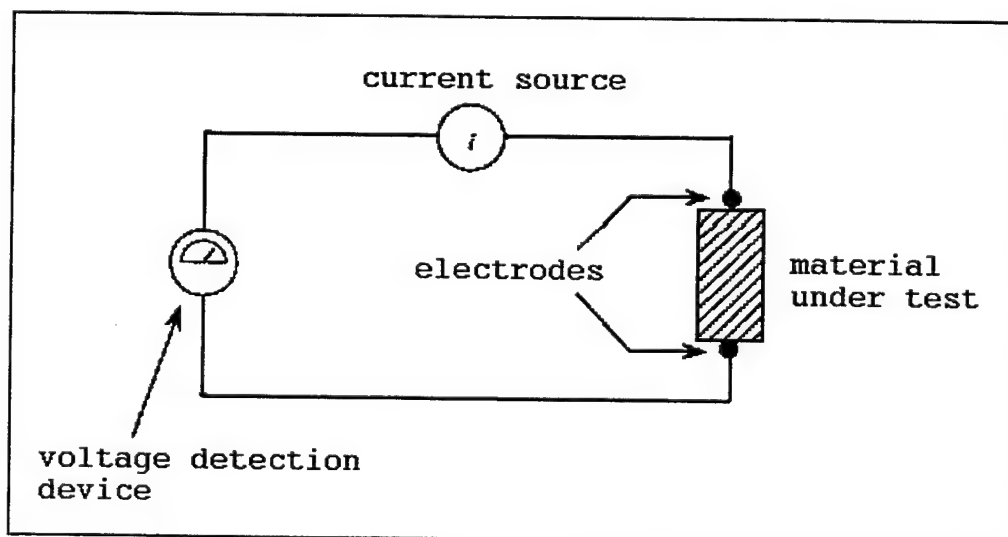 current source
i
electrodes
material
under test
voltage detection
device